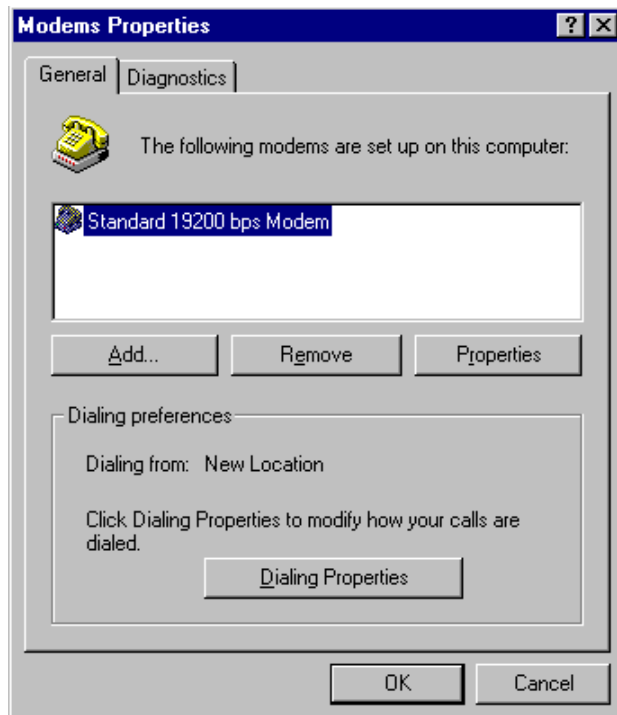 Modems Properties
General
Diagnostics
The following modems are set up on this computer:
Standard 19200 bps Modem
Add...
Remove
Properties
Dialing preferences
Dialing from: New Location
Click Dialing Properties to modify how your calls are
dialed.
Dialing Properties
OK
Cancel